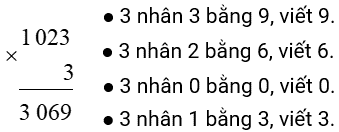 1 023
×
3
3 069
● 3 nhân 3 bằng 9, viết 9.
● 3 nhân 2 bằng 6, viết 6.
● 3 nhân 0 bằng 0, viết 0.
● 3 nhân 1 bằng 3, viết 3.